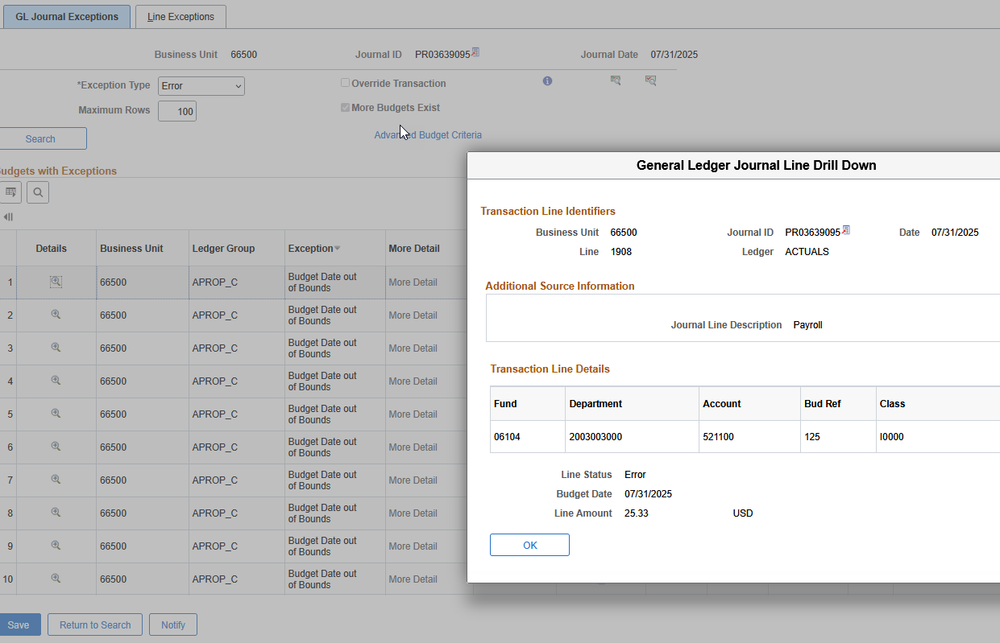 GL Journal Exceptions Line Exceptions
Business Unit 66500 Journal ID PR03639095 Journal Date 07/31/2025
*Exception Type Error Override Transaction
Maximum Rows 100 More Budgets Exist
Search Advanced Budget Criteria
udgets with Exceptions
Details Business Unit Ledger Group Exception More Detail
1 66500 APROP_C Budget Date out of Bounds More Detail
2 66500 APROP_C Budget Date out of Bounds More Detail
3 66500 APROP_C Budget Date out of Bounds More Detail
4 66500 APROP_C Budget Date out of Bounds More Detail
5 66500 APROP_C Budget Date out of Bounds More Detail
6 66500 APROP_C Budget Date out of Bounds More Detail
7 66500 APROP_C Budget Date out of Bounds More Detail
8 66500 APROP_C Budget Date out of Bounds More Detail
9 66500 APROP_C Budget Date out of Bounds More Detail
10 66500 APROP_C Budget Date out of Bounds More Detail
Save Return to Search Notify
General Ledger Journal Line Drill Down
Transaction Line Identifiers
Business Unit 66500 Journal ID PR03639095 Date 07/31/2025
Line 1908 Ledger ACTUALS
Additional Source Information
Journal Line Description Payroll
Transaction Line Details
Fund Department Account Bud Ref Class
06104 2003003000 521100 125 I0000
Line Status Error
Budget Date 07/31/2025
Line Amount 25.33 USD
OK